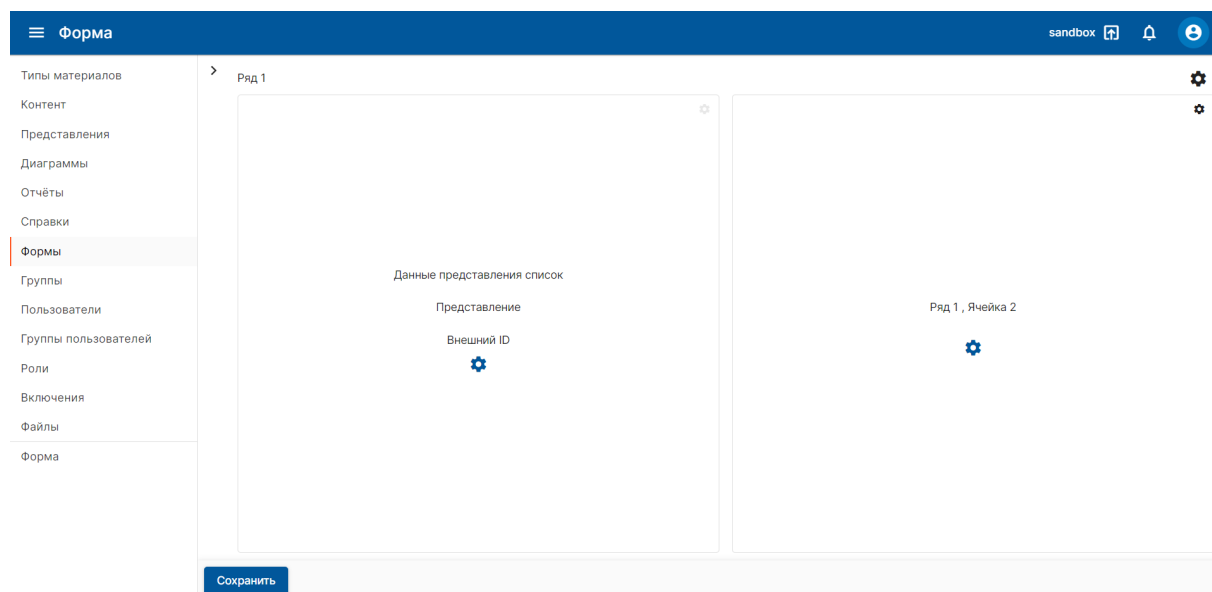 Форма
sandbox
Типы материалов
Контент
Представления
Диаграммы
Отчёты
Справки
Формы
Группы
Пользователи
Группы пользователей
Роли
Включения
Файлы
Форма
Ряд 1
Данные представления список
Представление
Внешний ID
Ряд 1 , Ячейка 2
Сохранить